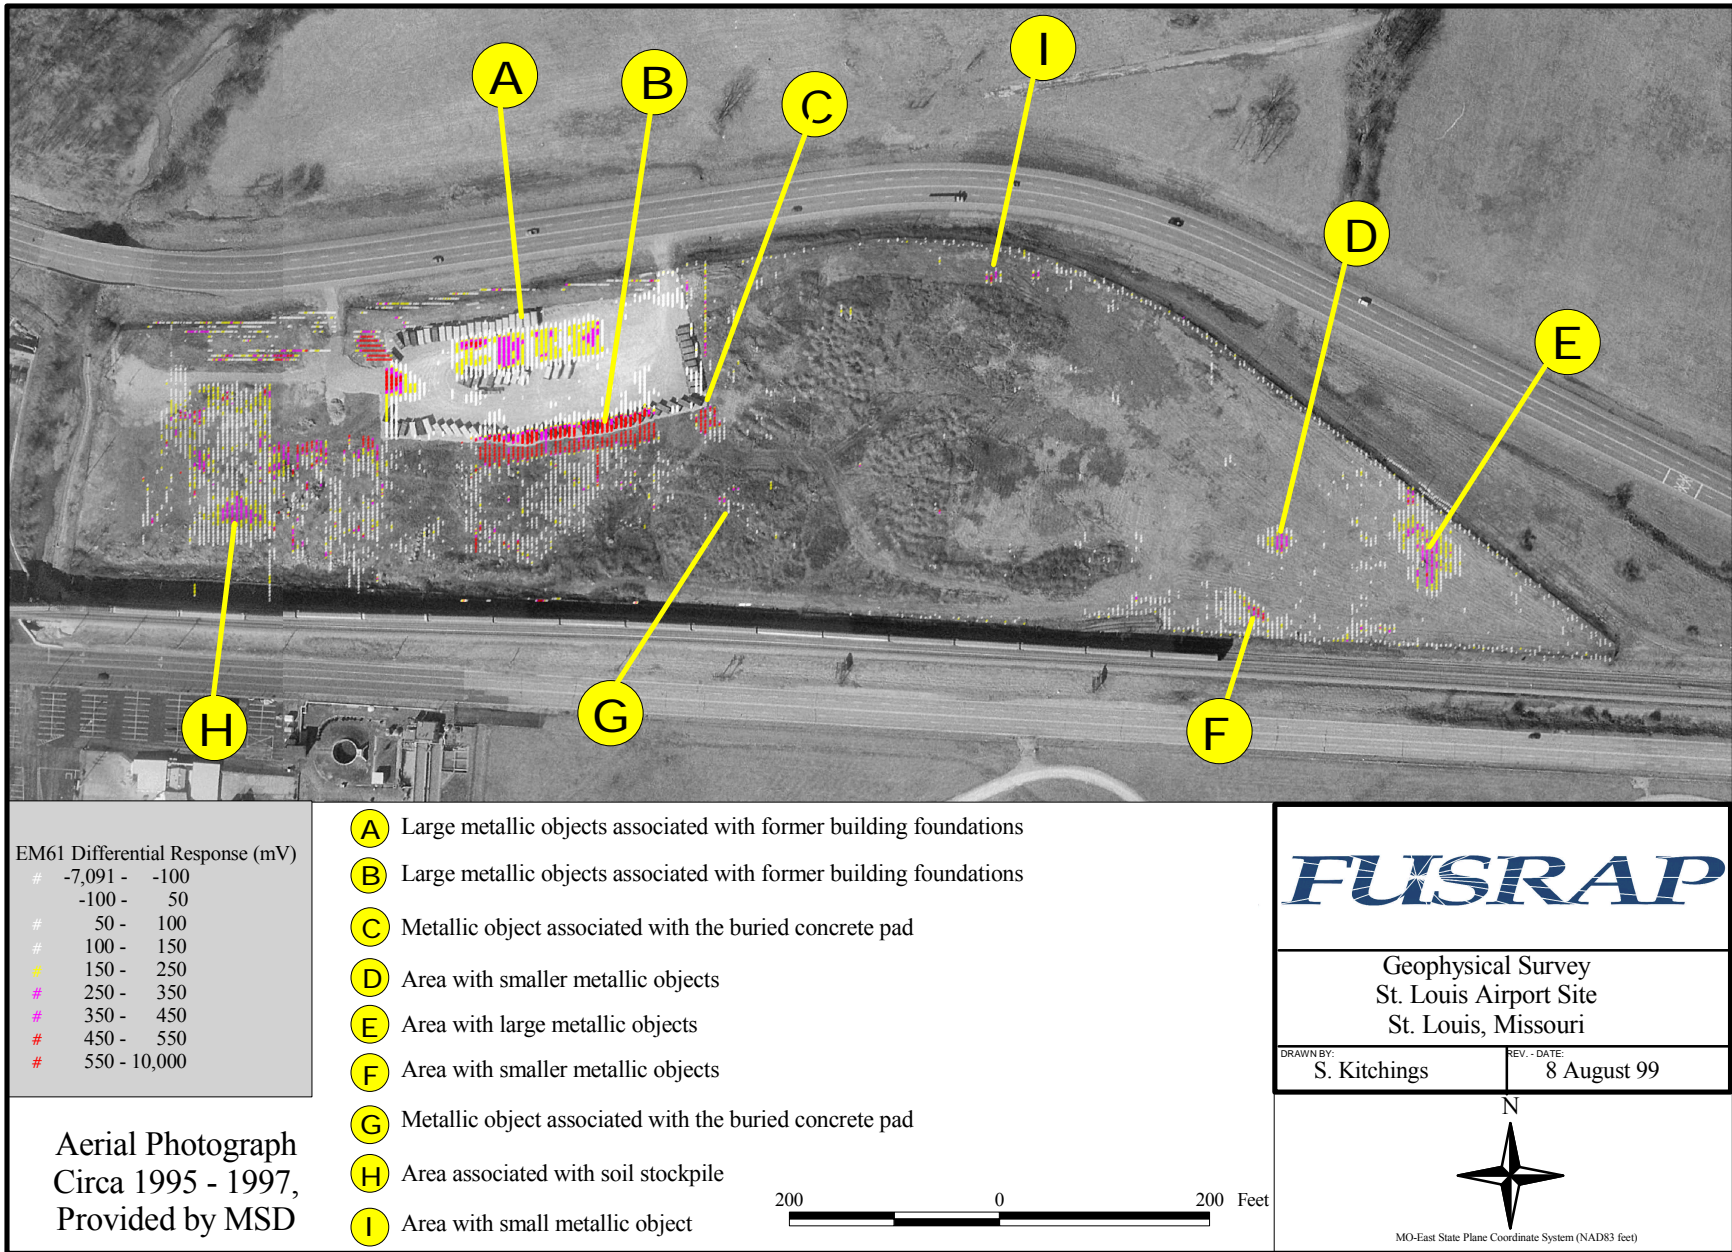 A
B
C
I
D
E
H
G
F
EM61 Differential Response (mV)
# -7,091 - -100
-100 - 50
# 50 - 100
# 100 - 150
# 150 - 250
# 250 - 350
# 350 - 450
# 450 - 550
# 550 - 10,000
Aerial Photograph
Circa 1995 - 1997,
Provided by MSD
A Large metallic objects associated with former building foundations
B Large metallic objects associated with former building foundations
C Metallic object associated with the buried concrete pad
D Area with smaller metallic objects
E Area with large metallic objects
F Area with smaller metallic objects
G Metallic object associated with the buried concrete pad
H Area associated with soil stockpile
I Area with small metallic object
200 0 200 Feet
FUSRAP
Geophysical Survey
St. Louis Airport Site
St. Louis, Missouri
DRAWN BY:
S. Kitchings
REV. - DATE:
8 August 99
N
MO-East State Plane Coordinate System (NAD83 feet)